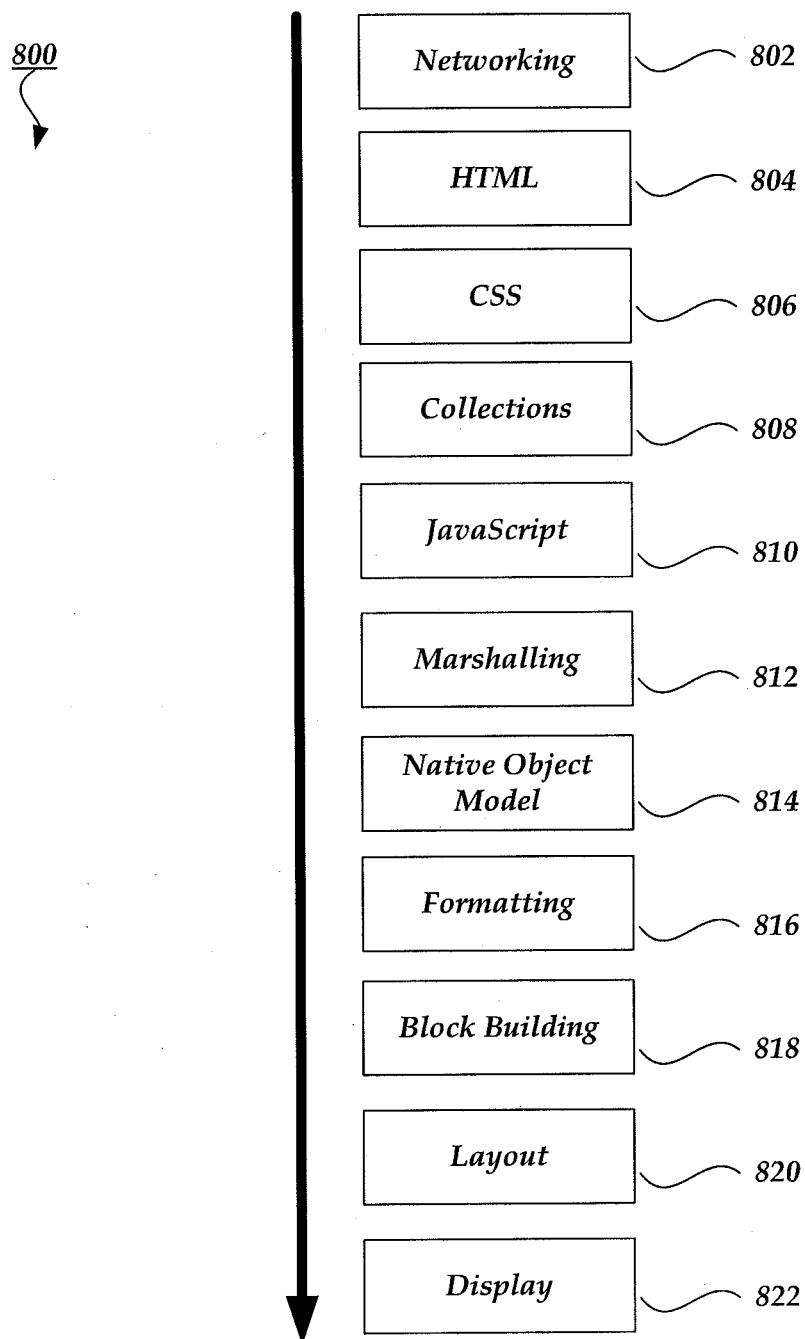 800
Networking 802
HTML 804
CSS 806
Collections 808
JavaScript 810
Marshalling 812
Native Object
Model 814
Formatting 816
Block Building 818
Layout 820
Display 822